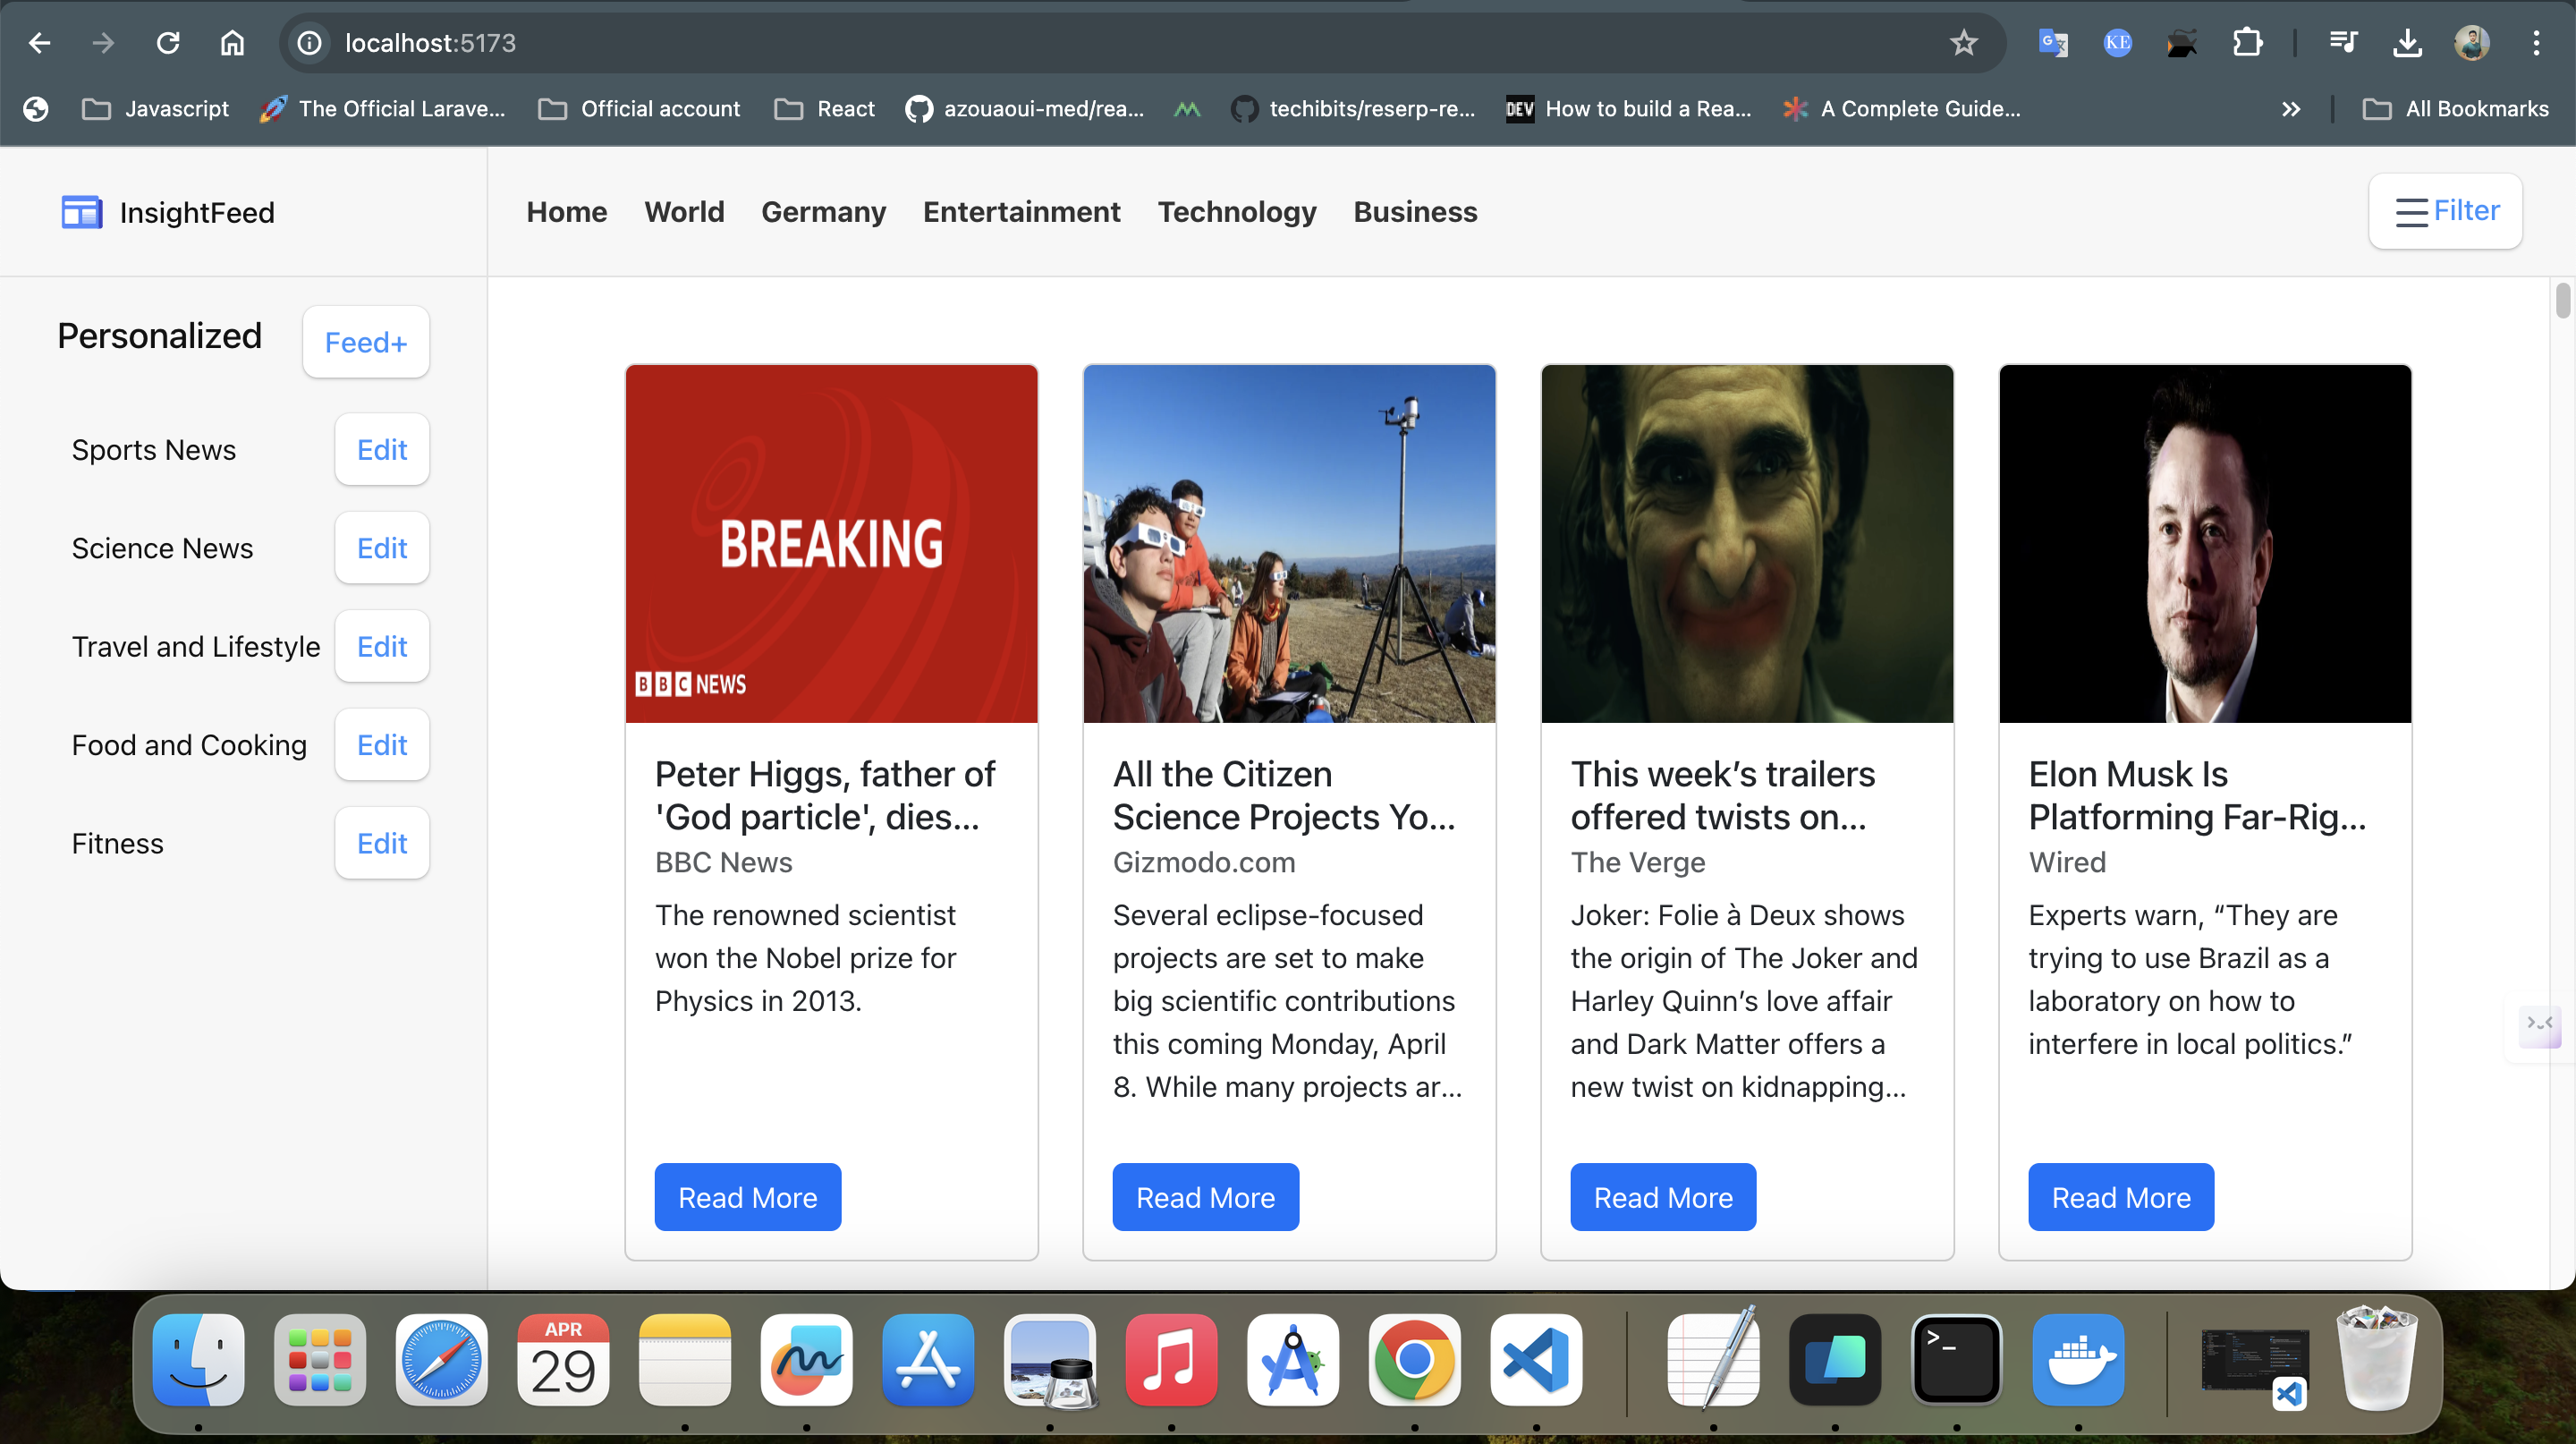 localhost:5173
Javascript
The Official Larave...
Official account
React
azouaoui-med/rea...
techibits/reserp-re...
DEV
How to build a Rea...
A Complete Guide...
All Bookmarks
KE
InsightFeed
Home
World
Germany
Entertainment
Technology
Business
Filter
Personalized
Feed+
Sports News
Edit
Science News
Edit
Travel and Lifestyle
Edit
Food and Cooking
Edit
Fitness
Edit
BREAKING
BBC NEWS
Peter Higgs, father of
'God particle', dies...
BBC News
The renowned scientist
won the Nobel prize for
Physics in 2013.
Read More
All the Citizen
Science Projects Yo...
Gizmodo.com
Several eclipse-focused
projects are set to make
big scientific contributions
this coming Monday, April
8. While many projects ar...
Read More
This week’s trailers
offered twists on...
The Verge
Joker: Folie à Deux shows
the origin of The Joker and
Harley Quinn’s love affair
and Dark Matter offers a
new twist on kidnapping...
Read More
Elon Musk Is
Platforming Far-Rig...
Wired
Experts warn, “They are
trying to use Brazil as a
laboratory on how to
interfere in local politics.”
Read More
APR
29